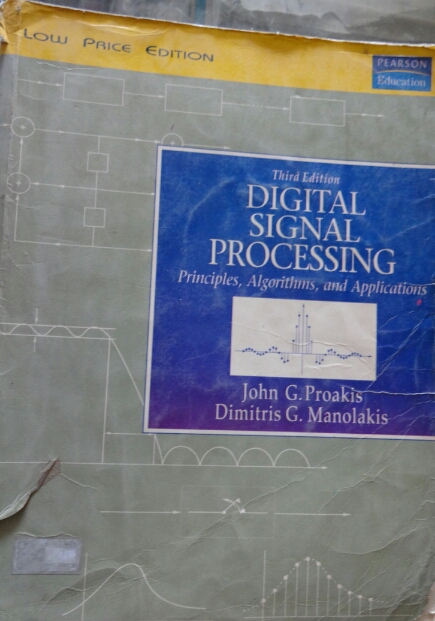 LOW PRICE EDITION
PEARSON
Education
Third Edition
DIGITAL
SIGNAL
PROCESSING
Principles, Algorithms, and Applications
John G. Proakis
Dimitris G. Manolakis